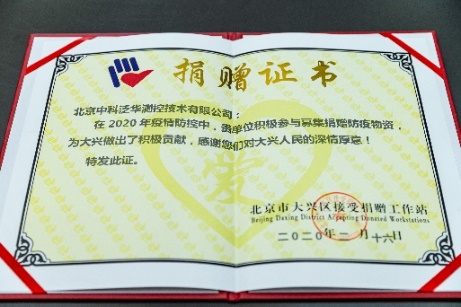 捐赠证书
北京中科泛华测控技术有限公司：
在2020年疫情防控中，贵单位积极参与募集捐赠防疫物资，
为大兴做出了积极贡献，感谢您们对大兴人民的深情厚意！
特发此证。
爱
北京市大兴区接受捐赠工作站
Beijing Daxing District Accepting Donated Workstations
二〇二〇年二月十六日